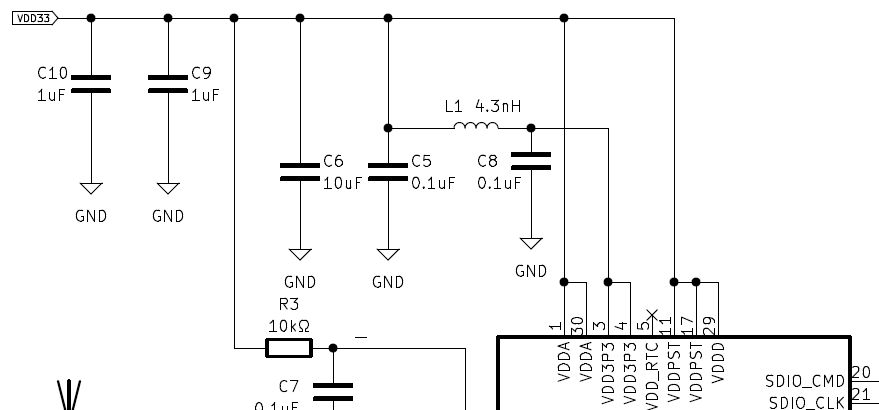 VDD33
C10
1uF
C9
1uF
L1 4.3nH
C6
10uF
C5
0.1uF
C8
0.1uF
GND
GND
GND
GND
GND
R3
10kΩ
1
30
3
4
5
11
17
29
VDDA
VDDA
VDD3P3
VDD3P3
VDD_RTC
VDDPST
VDDPST
VDDD
C7
0.1uF
SDIO_CMD
20
SDIO_CLK
21